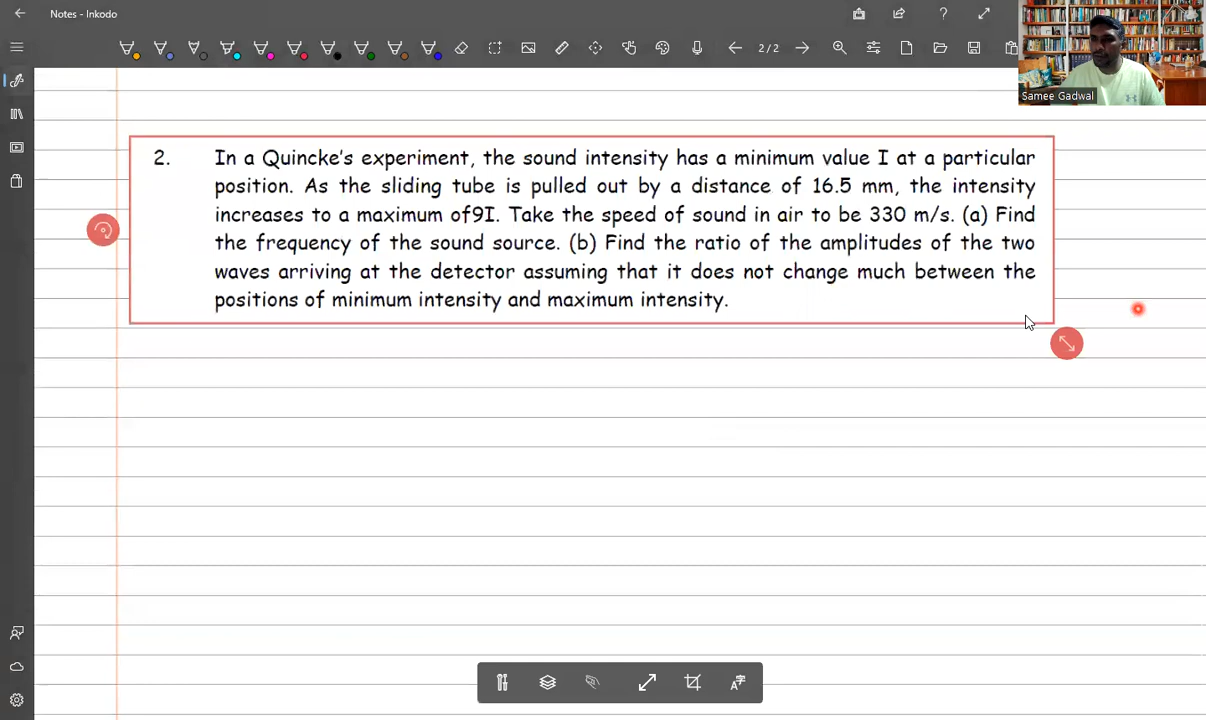 Notes - Inkodo
2/2
Samee Gadwal
2. In a Quincke's experiment, the sound intensity has a minimum value I at a particular
position. As the sliding tube is pulled out by a distance of 16.5 mm, the intensity
increases to a maximum of9I. Take the speed of sound in air to be 330 m/s. (a) Find
the frequency of the sound source. (b) Find the ratio of the amplitudes of the two
waves arriving at the detector assuming that it does not change much between the
positions of minimum intensity and maximum intensity.